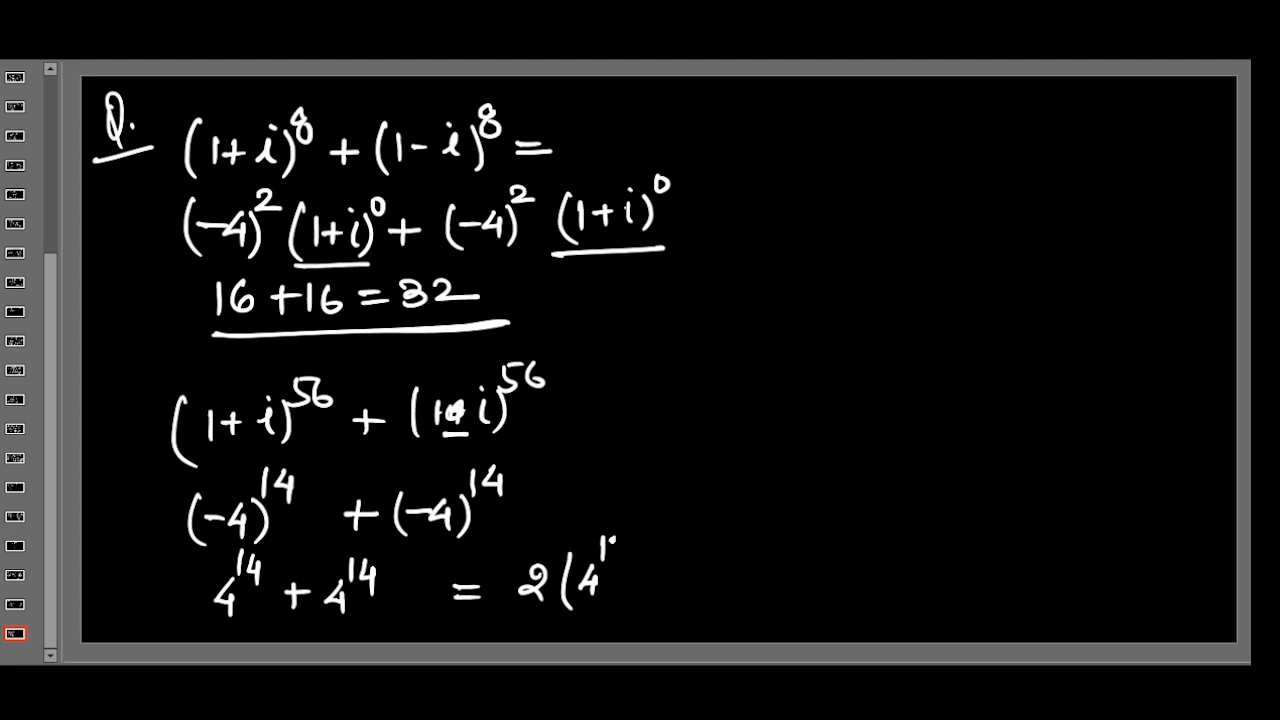 Q. (1+i)^8 + (1-i)^8 =
(-4)^2 (1+i)^0 + (-4)^2 (1+i)^0
16 + 16 = 32
(1+i)^56 + (1 i)^56
(-4)^14 + (-4)^14
4^14 + 4^14 = 2(4^1